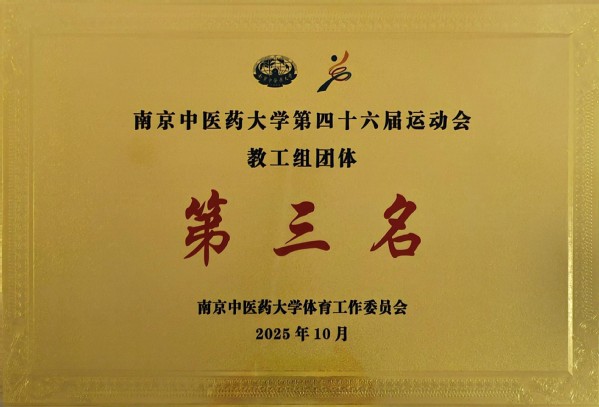 南京中医药大学第四十六届运动会
教工组团体
第三名
南京中医药大学体育工作委员会
2025年10月